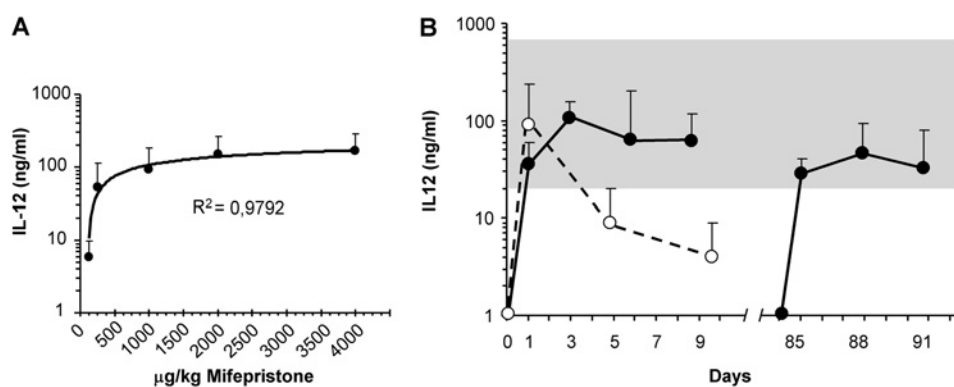 A
IL-12 (ng/ml)
1000
100
10
1
R² = 0,9792
0
500
1000
1500
2000
2500
3000
3500
4000
µg/kg Mifepristone
B
IL12 (ng/ml)
1000
100
10
1
0 1 3 5 7 9 85 88 91
Days